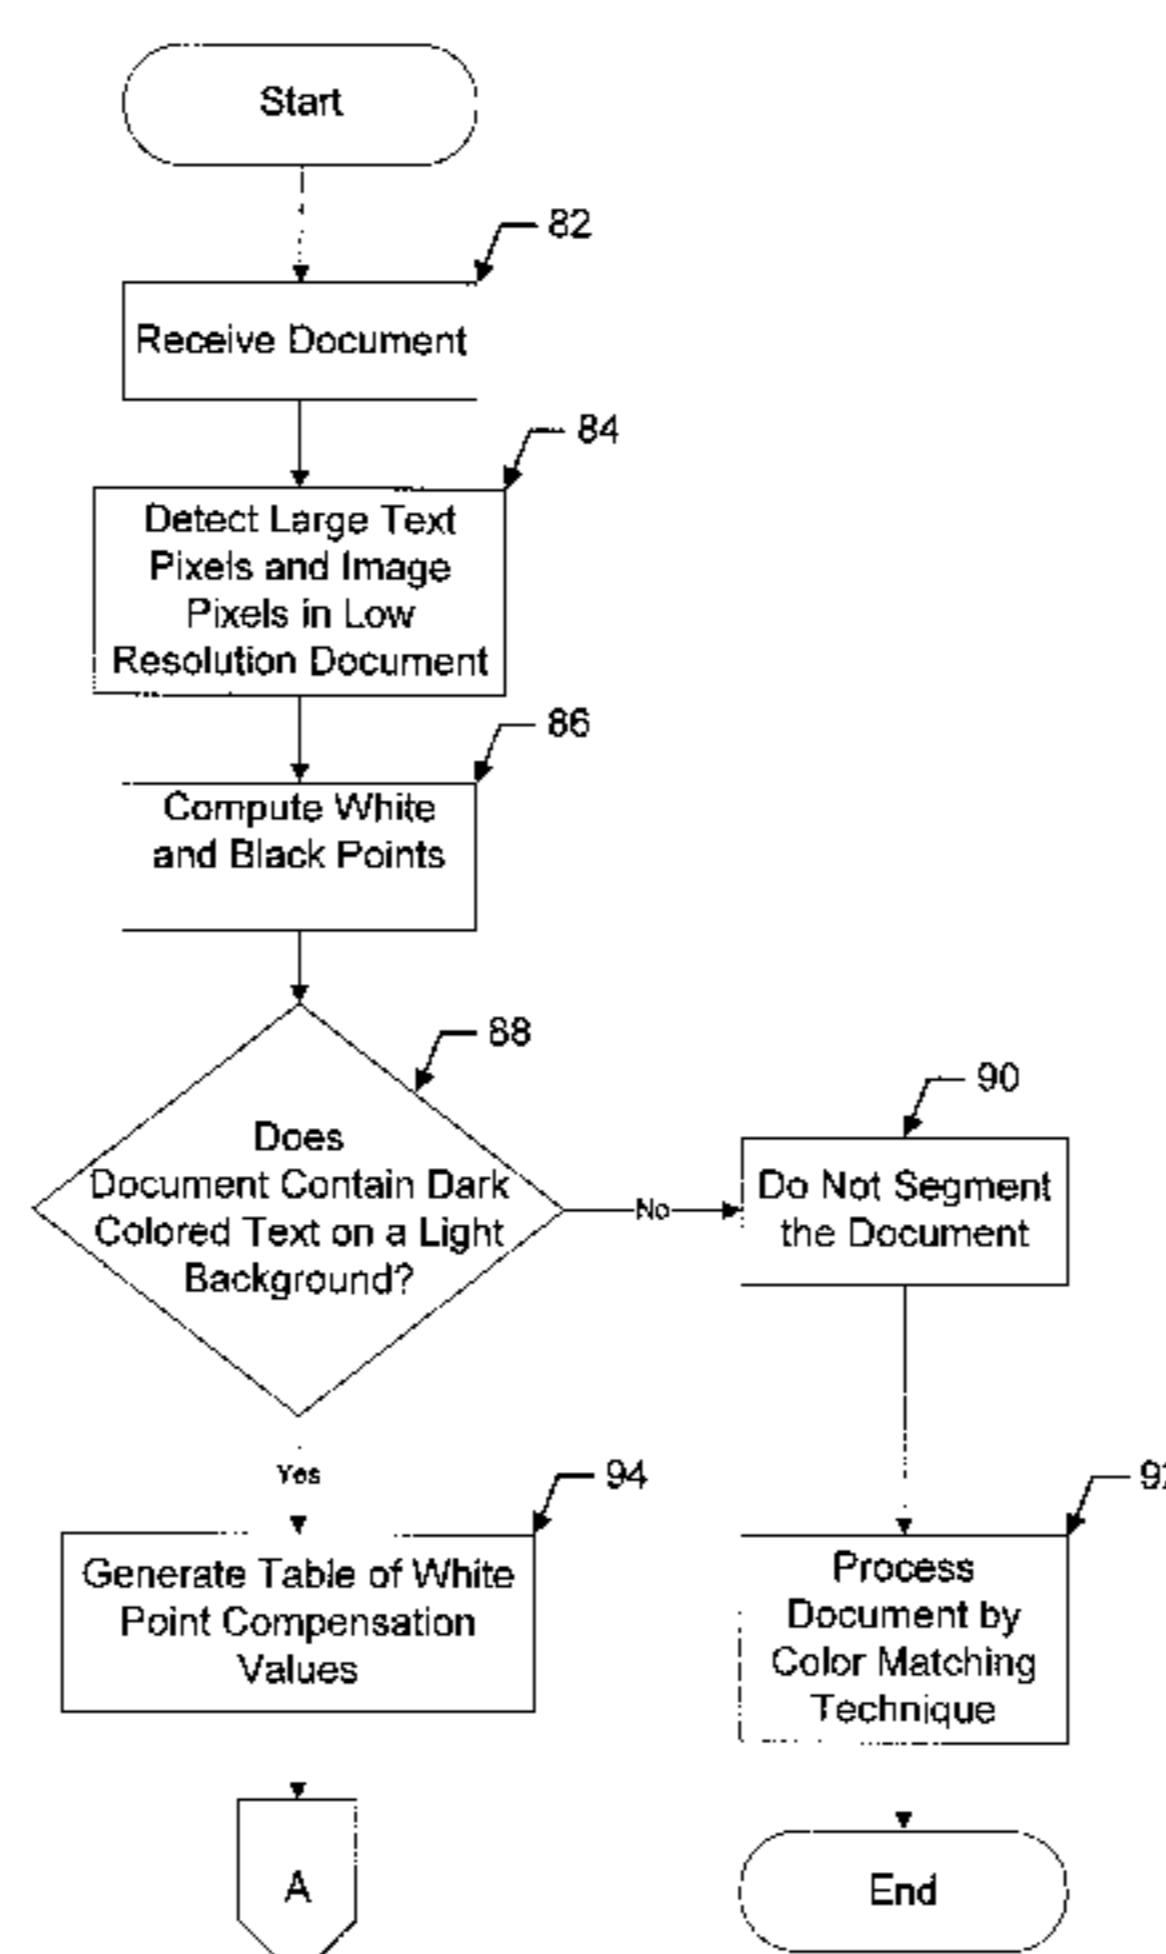 Start
82
Receive Document
84
Detect Large Text
Pixels and Image
Pixels in Low
Resolution Document
86
Compute White
and Black Points
88
Does
Document Contain Dark
Colored Text on a Light
Background?
No
90
Do Not Segment
the Document
Yes
94
Generate Table of White
Point Compensation
Values
Process
Document by
Color Matching
Technique
A
End